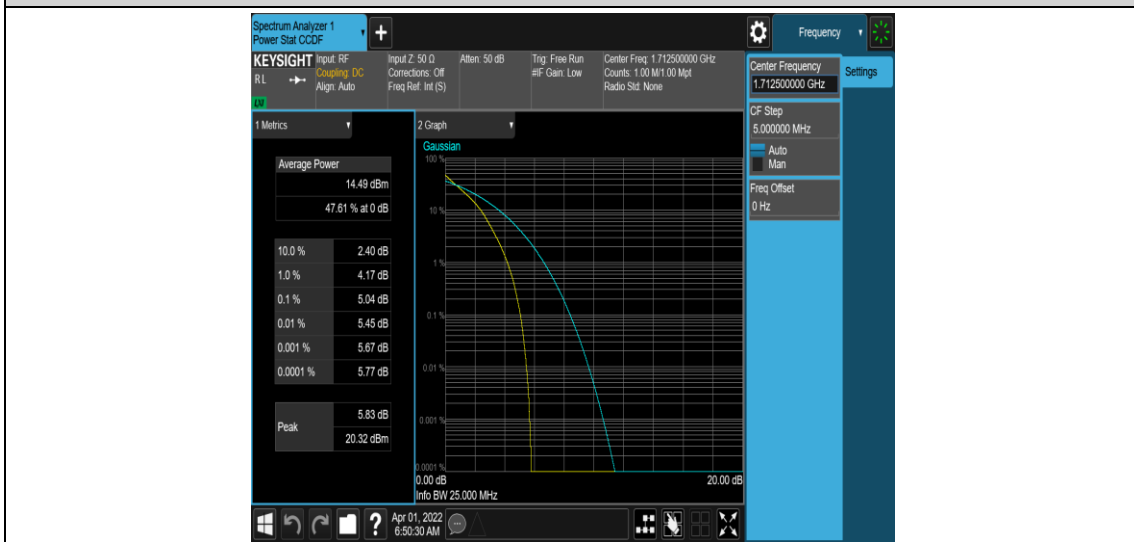 Spectrum Analyzer 1
Power Stat CCDF
+
Frequency
KEYSIGHT
RL
LXI
Input: RF
Coupling: DC
Align: Auto
Input Z: 50 Ω
Corrections: Off
Freq Ref: Int (S)
Atten: 50 dB
Trig: Free Run
#IF Gain: Low
Center Freq: 1.712500000 GHz
Counts: 1.00 M/1.00 Mpt
Radio Std: None
Center Frequency
1.712500000 GHz
Settings
CF Step
5.000000 MHz
Auto
Man
Freq Offset
0 Hz
1 Metrics
Average Power
14.49 dBm
47.61 % at 0 dB
10.0 % 2.40 dB
1.0 % 4.17 dB
0.1 % 5.04 dB
0.01 % 5.45 dB
0.001 % 5.67 dB
0.0001 % 5.77 dB
Peak 5.83 dB
20.32 dBm
2 Graph
Gaussian
100 %
10 %
1 %
0.1 %
0.01 %
0.001 %
0.0001 %
0.00 dB 20.00 dB
Info BW 25.000 MHz
?
Apr 01, 2022
6:50:30 AM